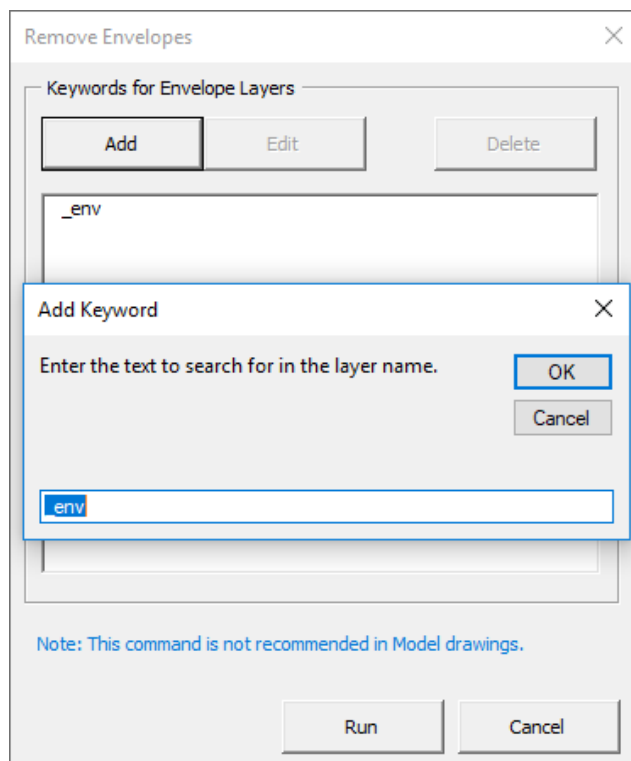 Remove Envelopes
Keywords for Envelope Layers
Add Edit Delete
_env
Add Keyword
Enter the text to search for in the layer name.
OK
Cancel
_env
Note: This command is not recommended in Model drawings.
Run Cancel